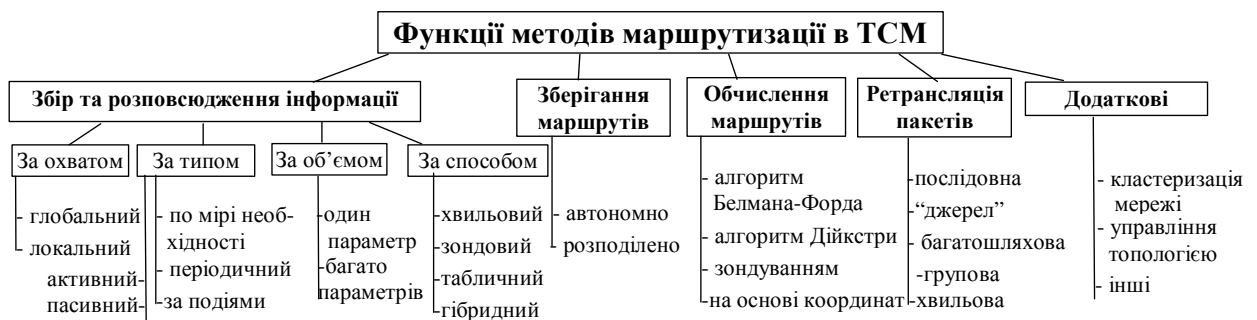 Функції методів маршрутизації в ТСМ
Збір та розповсюдження інформації
Зберігання
маршрутів
Обчислення
маршрутів
Ретрансляція
пакетів
Додаткові
За охватом
За типом
За об’ємом
За способом
- глобальний
- локальний
активний-
пасивний-
- по мірі необ-
хідності
- періодичний
- за подіями
-один
параметр
-багато
параметрів
-хвильовий
- зондовий
- табличний
- гібридний
- автономно
- розподілено
- алгоритм
Белмана-Форда
- алгоритм Дійкстри
- зондуванням
-на основі координат
-послідовна
-“джерел”
- багатошляхова
-групова
-хвильова
- кластеризація
мережі
- управління
топологією
- інші